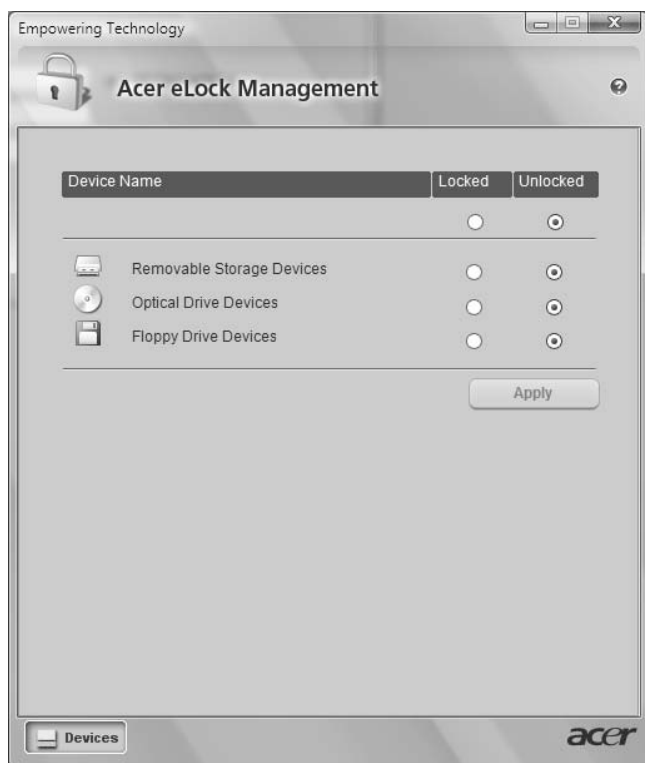 Empowering Technology
Acer eLock Management
Device Name Locked Unlocked
Removable Storage Devices
Optical Drive Devices
Floppy Drive Devices
Apply
Devices
acer